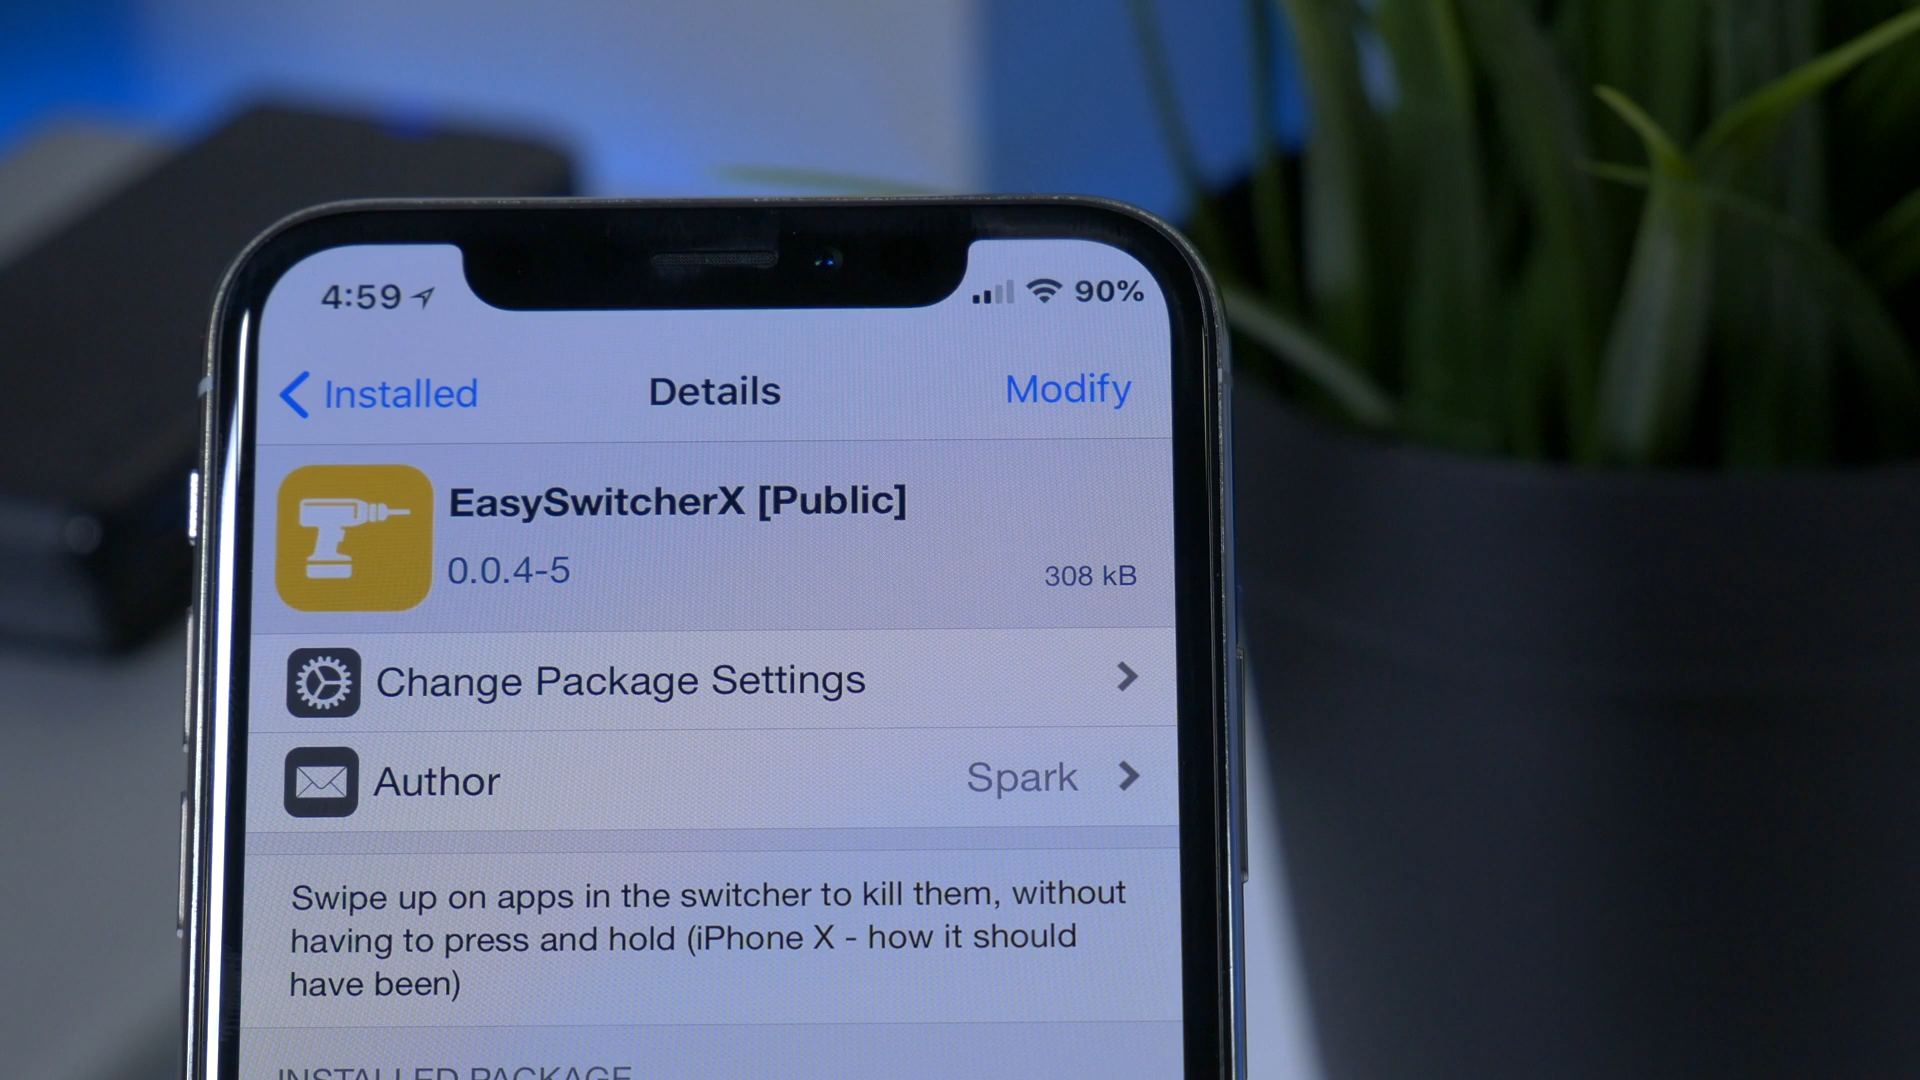 4:59 90%
Installed Details Modify
EasySwitcherX [Public]
0.0.4-5 308 kB
Change Package Settings
Author Spark
Swipe up on apps in the switcher to kill them, without
having to press and hold (iPhone X - how it should
have been)
INSTALLED PACKAGE